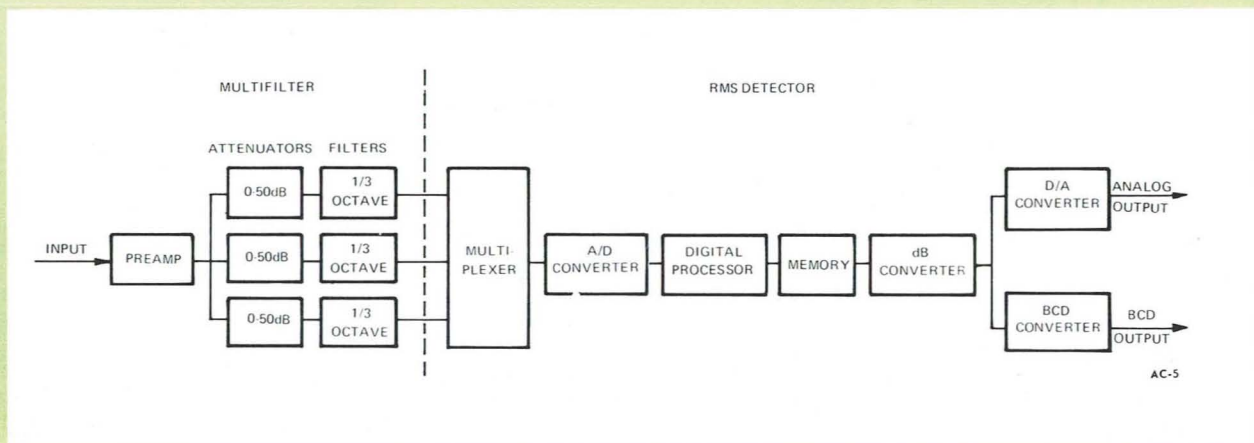 MULTIFILTER
RMS DETECTOR
ATTENUATORS FILTERS
0-50dB
1/3
OCTAVE
INPUT
PREAMP
0-50dB
1/3
OCTAVE
0-50dB
1/3
OCTAVE
MULTI-
PLEXER
A/D
CONVERTER
DIGITAL
PROCESSOR
MEMORY
dB
CONVERTER
D/A
CONVERTER
ANALOG
OUTPUT
BCD
CONVERTER
BCD
OUTPUT
AC-5